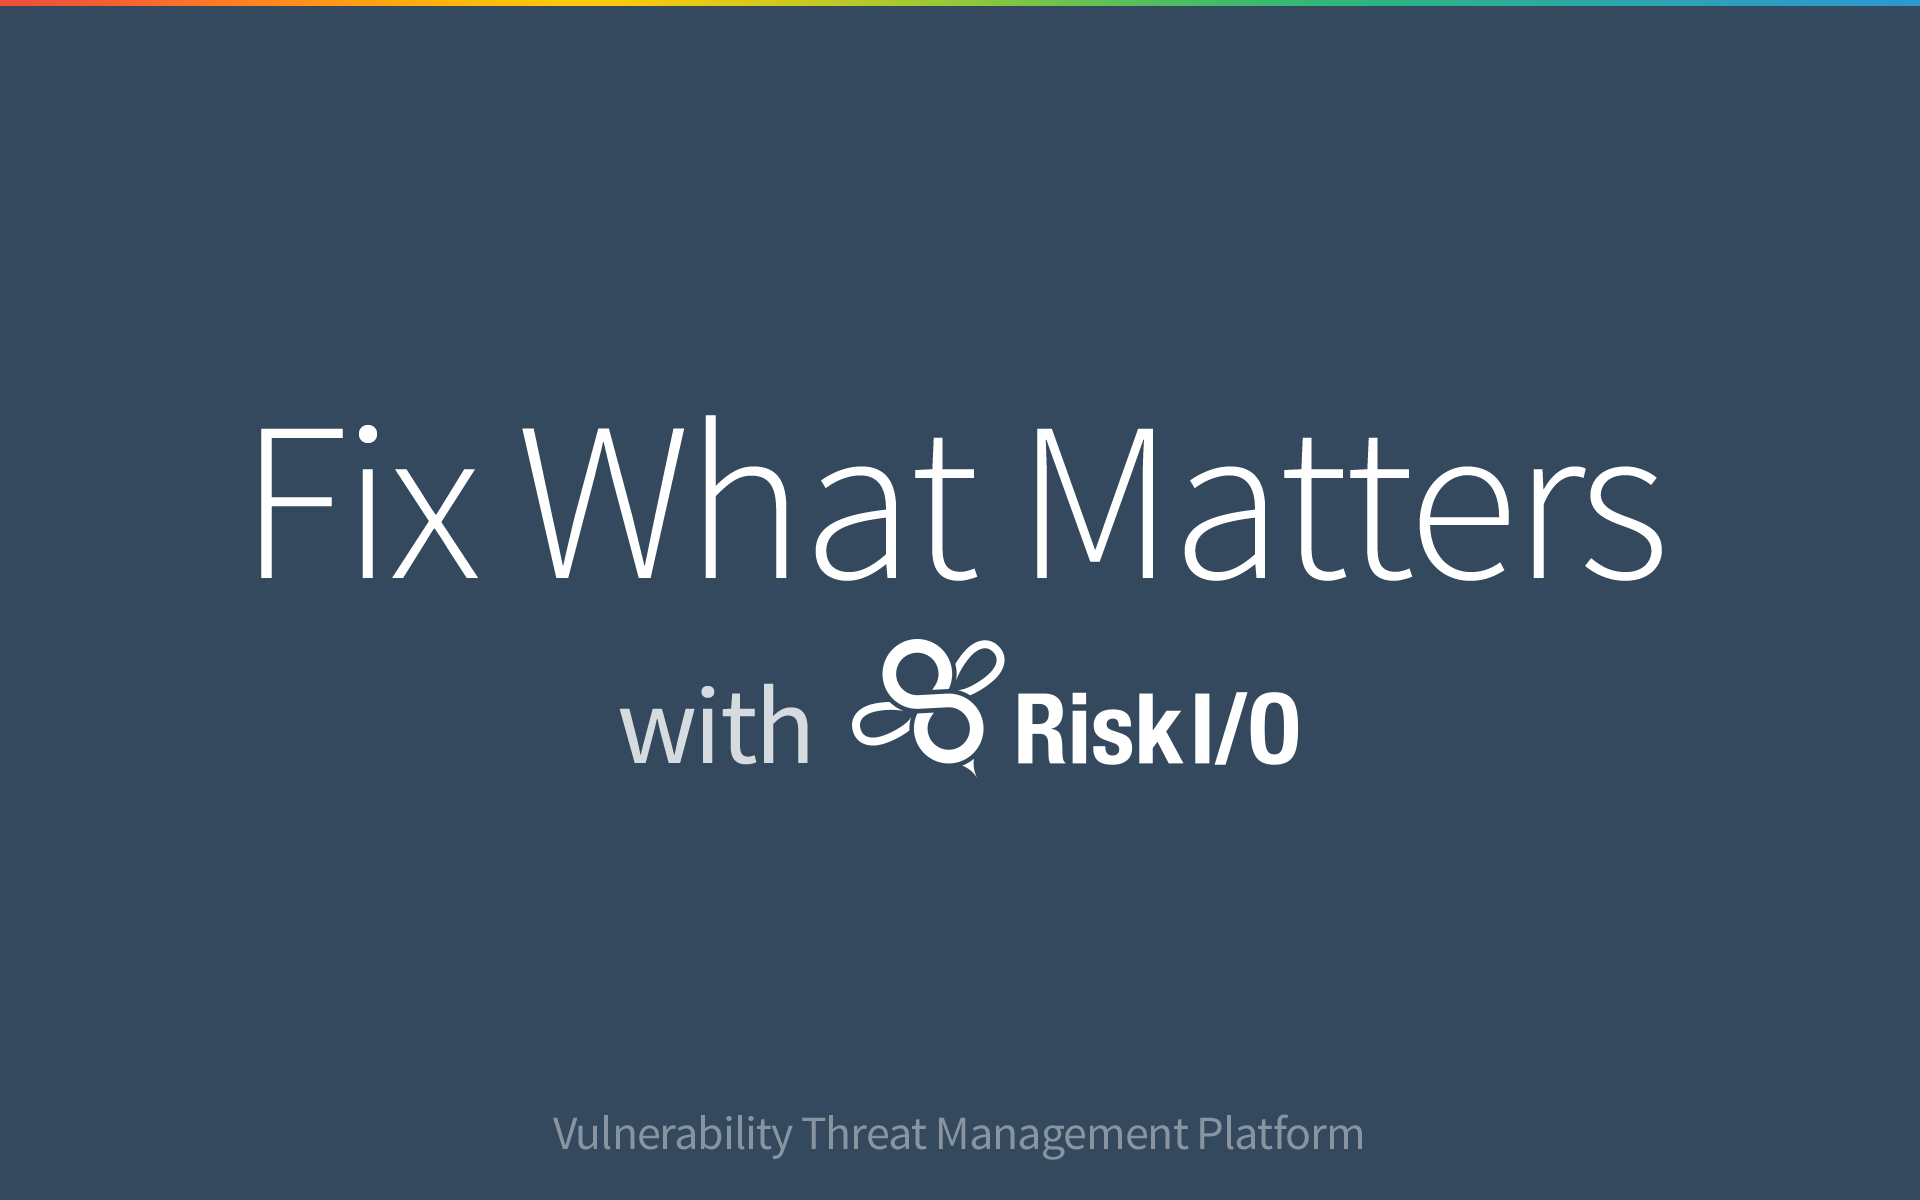 Fix What Matters
with Risk I/O
Vulnerability Threat Management Platform